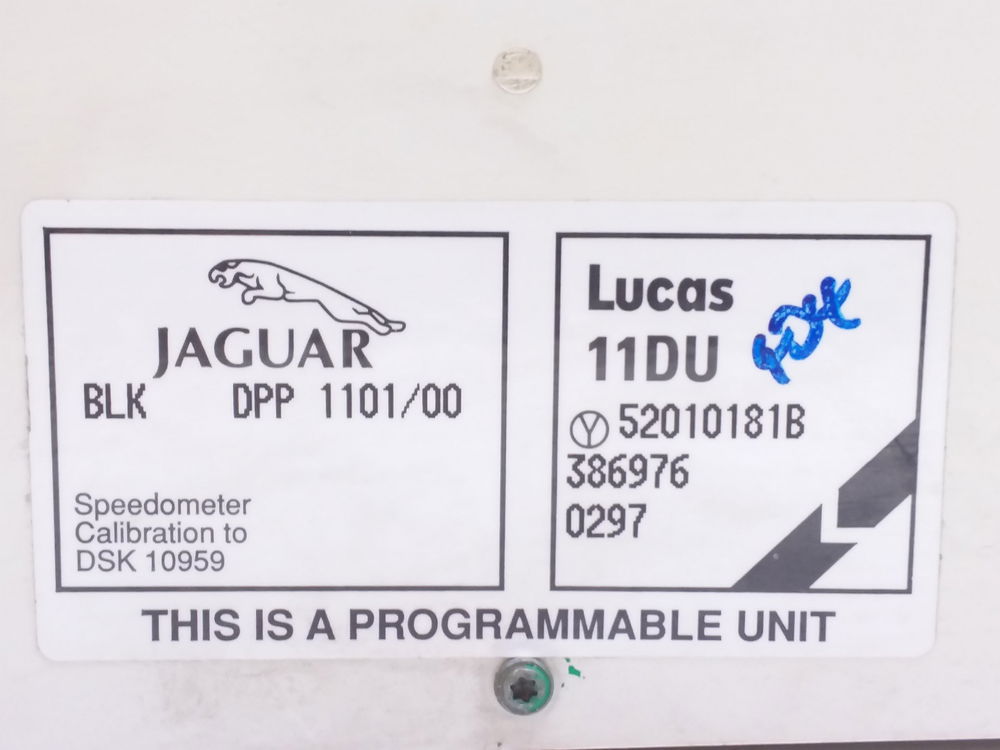 JAGUAR
BLK DPP 1101/00
Speedometer
Calibration to
DSK 10959
Lucas
11DU
52010181B
386976
0297
THIS IS A PROGRAMMABLE UNIT